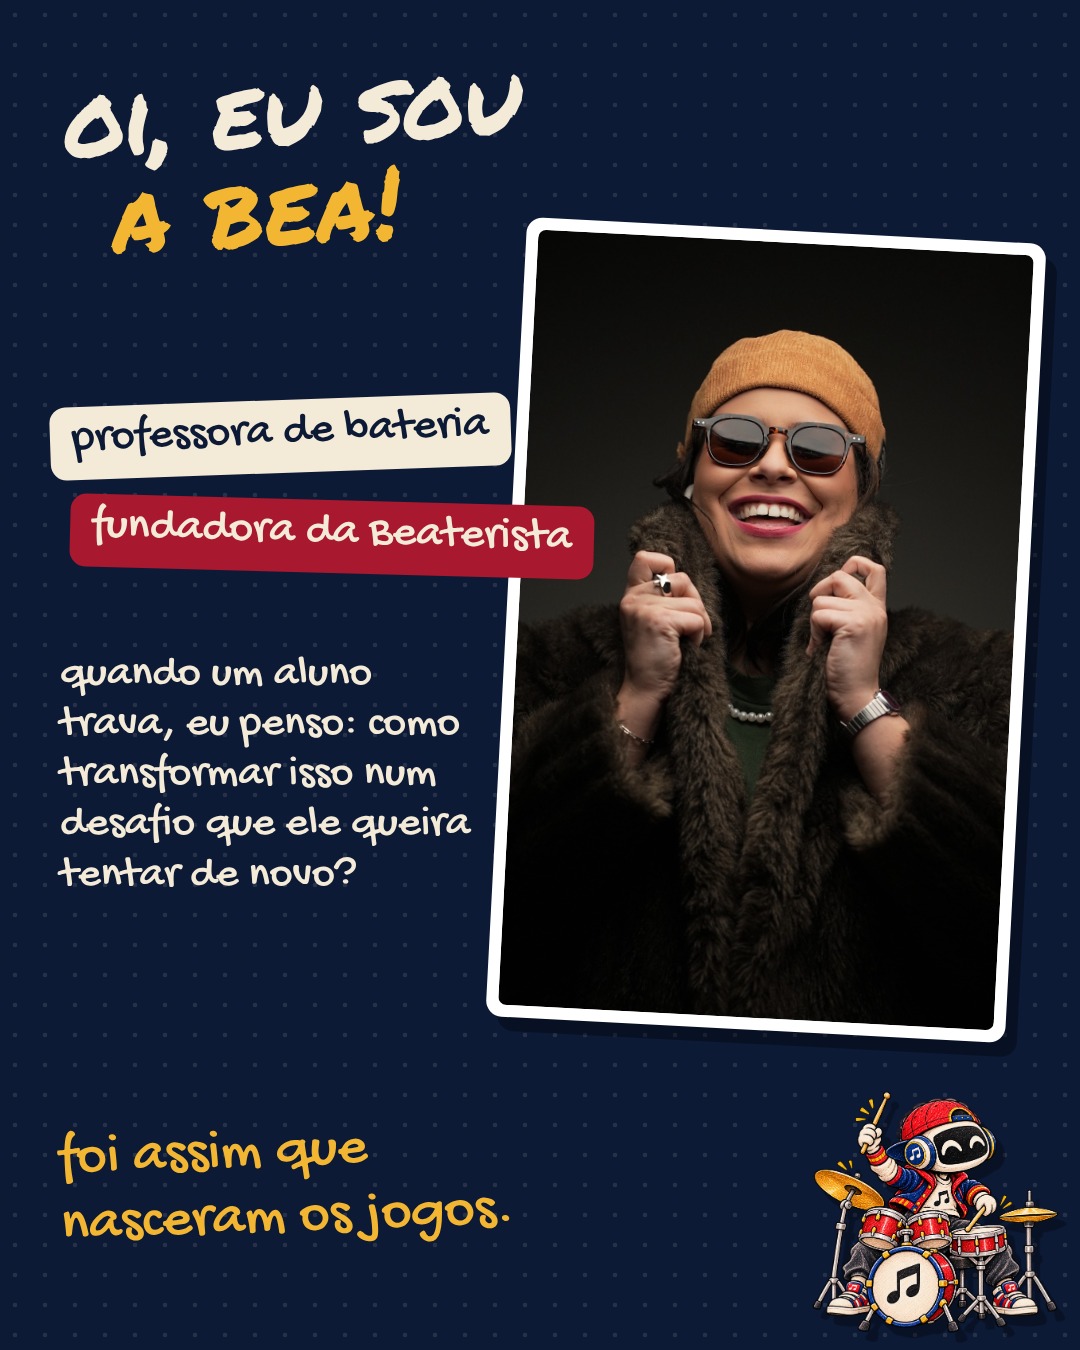 OI, EU SOU
A BEA!
professora de bateria
fundadora da Beaterista
quando um aluno
trava, eu penso: como
transformar isso num
desafio que ele queira
tentar de novo?
foi assim que
nasceram os jogos.